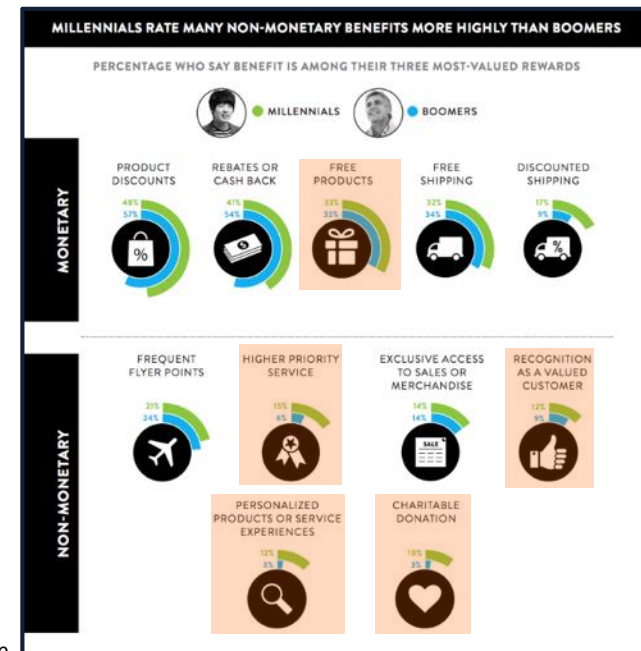 MILLENNIALS RATE MANY NON-MONETARY BENEFITS MORE HIGHLY THAN BOOMERS
PERCENTAGE WHO SAY BENEFIT IS AMONG THEIR THREE MOST-VALUED REWARDS
MILLENNIALS
BOOMERS
MONETARY
PRODUCT
DISCOUNTS
48%
57%
%
REBATES OR
CASH BACK
41%
54%
FREE
PRODUCTS
33%
33%
FREE
SHIPPING
32%
34%
DISCOUNTED
SHIPPING
17%
9%
%
NON-MONETARY
FREQUENT
FLYER POINTS
21%
24%
HIGHER PRIORITY
SERVICE
15%
6%
EXCLUSIVE ACCESS
TO SALES OR
MERCHANDISE
14%
14%
SALE
RECOGNITION
AS A VALUED
CUSTOMER
12%
9%
PERSONALIZED
PRODUCTS OR SERVICE
EXPERIENCES
12%
3%
CHARITABLE
DONATION
10%
3%